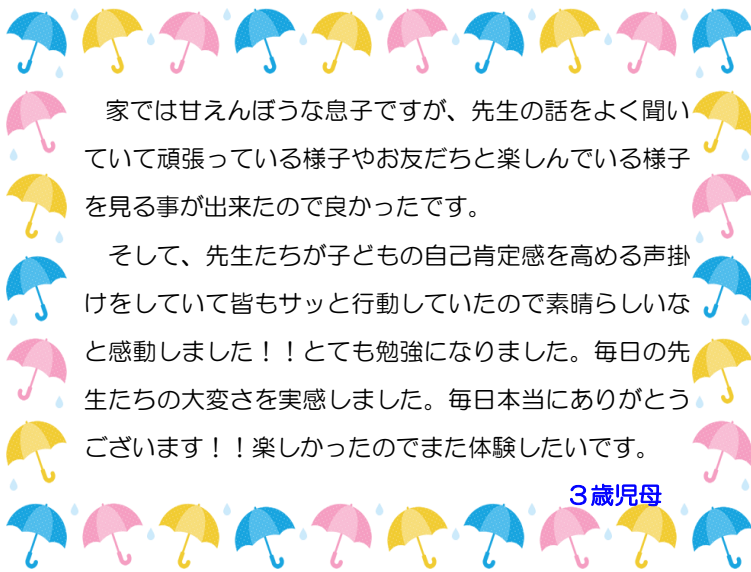 家では甘えんぼうな息子ですが、先生の話をよく聞い
ていて頑張っている様子やお友だちと楽しんでいる様子
を見る事が出来たので良かったです。
そして、先生たちが子どもの自己肯定感を高める声掛
けをしていて皆もサッと行動していたので素晴らしいな
と感動しました！！とても勉強になりました。毎日の先
生たちの大変さを実感しました。毎日本当にありがとう
ございます！！楽しかったのでまた体験したいです。
３歳児母